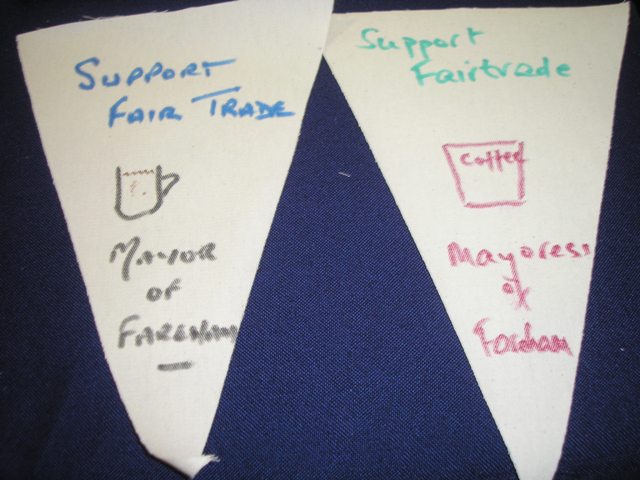 SUPPORT
FAIR TRADE
MAYOR
OF
FAREHAM
Support
Fairtrade
Coffee
Mayoress
of
Fareham